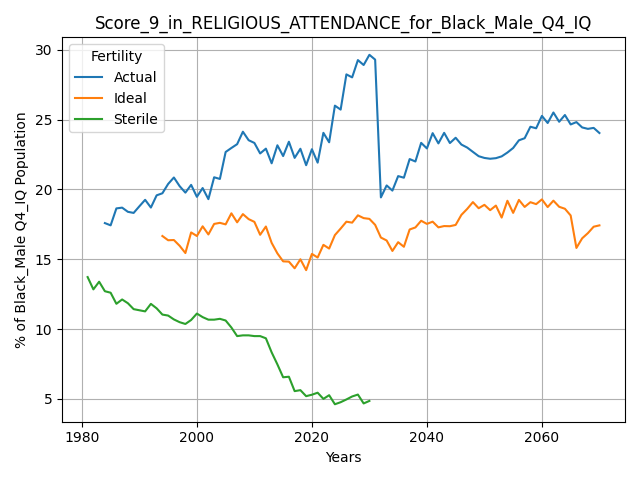 Score_9_in_RELIGIOUS_ATTENDANCE_for_Black_Male_Q4_IQ
Fertility
Actual
Ideal
Sterile
% of Black_Male Q4_IQ Population
30
25
20
15
10
5
1980
2000
2020
2040
2060
Years